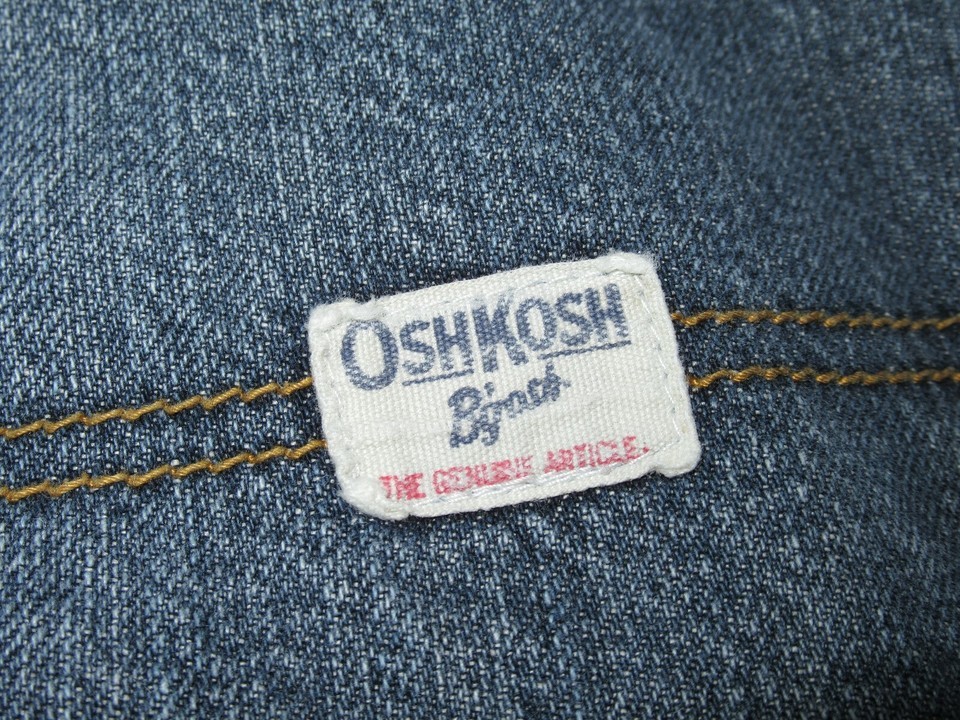 OSHKOSH
B'gosh.
THE GENUINE ARTICLE.